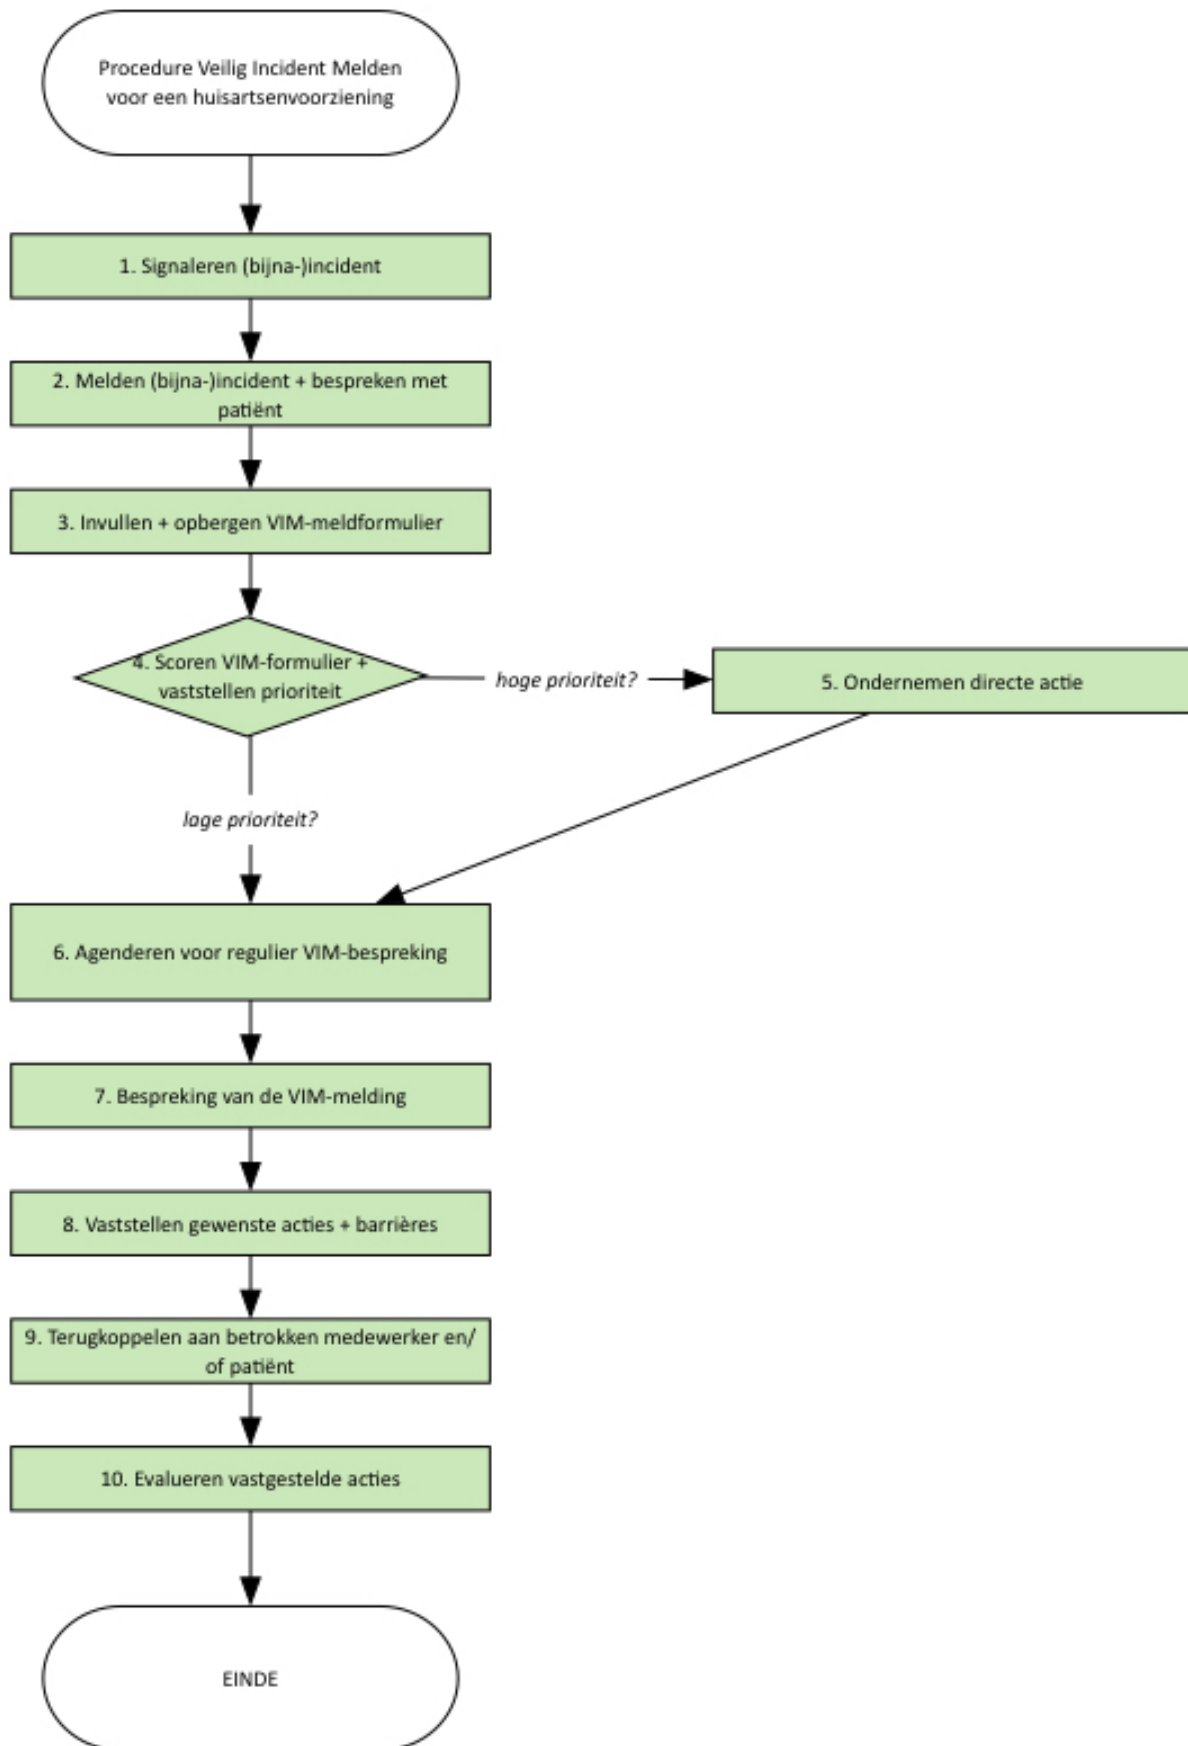 Procedure Veilig Incident Melden
voor een huisartsenvoorziening
1. Signaleren (bijna-)incident
2. Melden (bijna-)incident + bespreken met
patiënt
3. Invullen + opbergen VIM-meldformulier
4. Scoren VIM-formulier +
vaststellen prioriteit
hoge prioriteit?
5. Ondernemen directe actie
lage prioriteit?
6. Agenderen voor regulier VIM-bespreking
7. Bespreking van de VIM-melding
8. Vaststellen gewenste acties + barrières
9. Terugkoppelen aan betrokken medewerker en/
of patiënt
10. Evalueren vastgestelde acties
EINDE